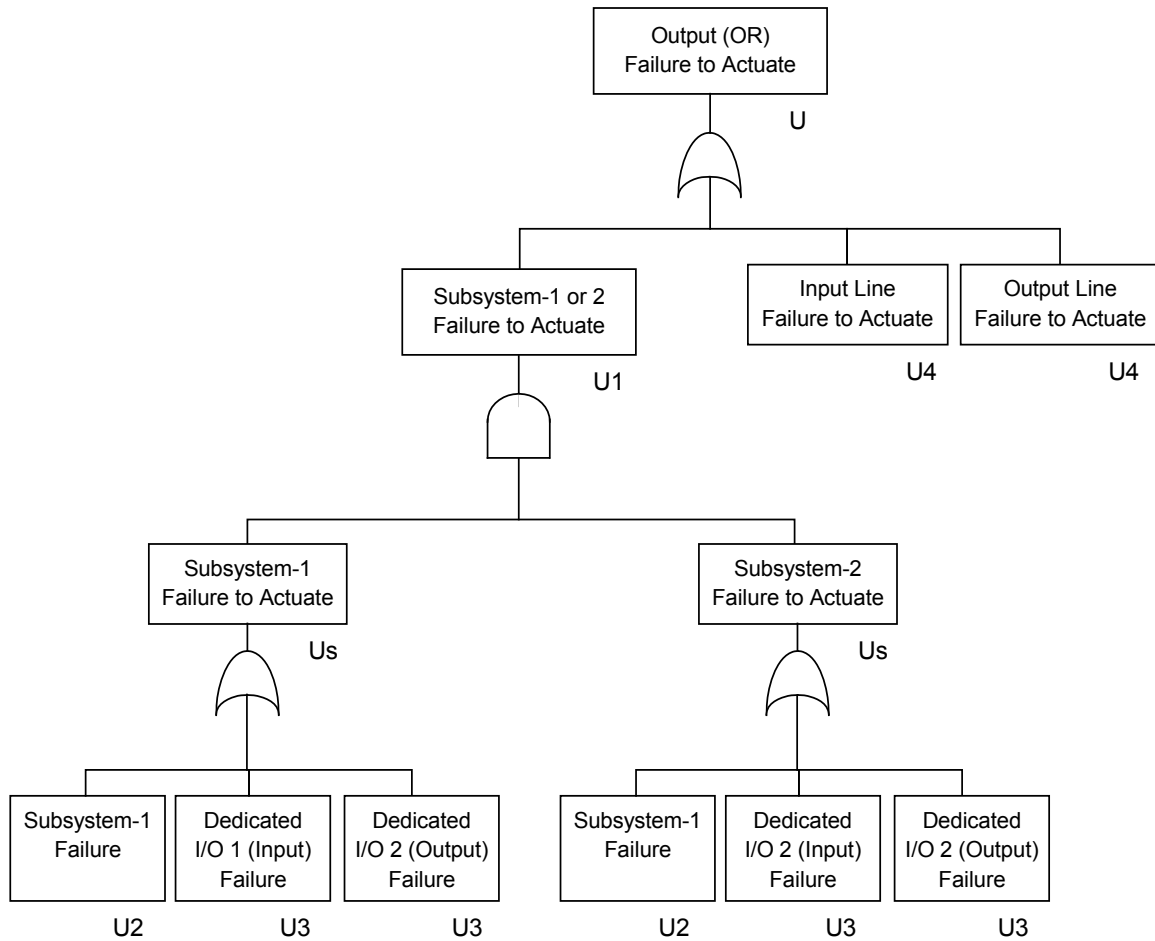 Output (OR)
Failure to Actuate
U
Subsystem-1 or 2
Failure to Actuate
U1
Input Line
Failure to Actuate
U4
Output Line
Failure to Actuate
U4
Subsystem-1
Failure to Actuate
Us
Subsystem-2
Failure to Actuate
Us
Subsystem-1
Failure
U2
Dedicated
I/O 1 (Input)
Failure
U3
Dedicated
I/O 2 (Output)
Failure
U3
Subsystem-1
Failure
U2
Dedicated
I/O 2 (Input)
Failure
U3
Dedicated
I/O 2 (Output)
Failure
U3